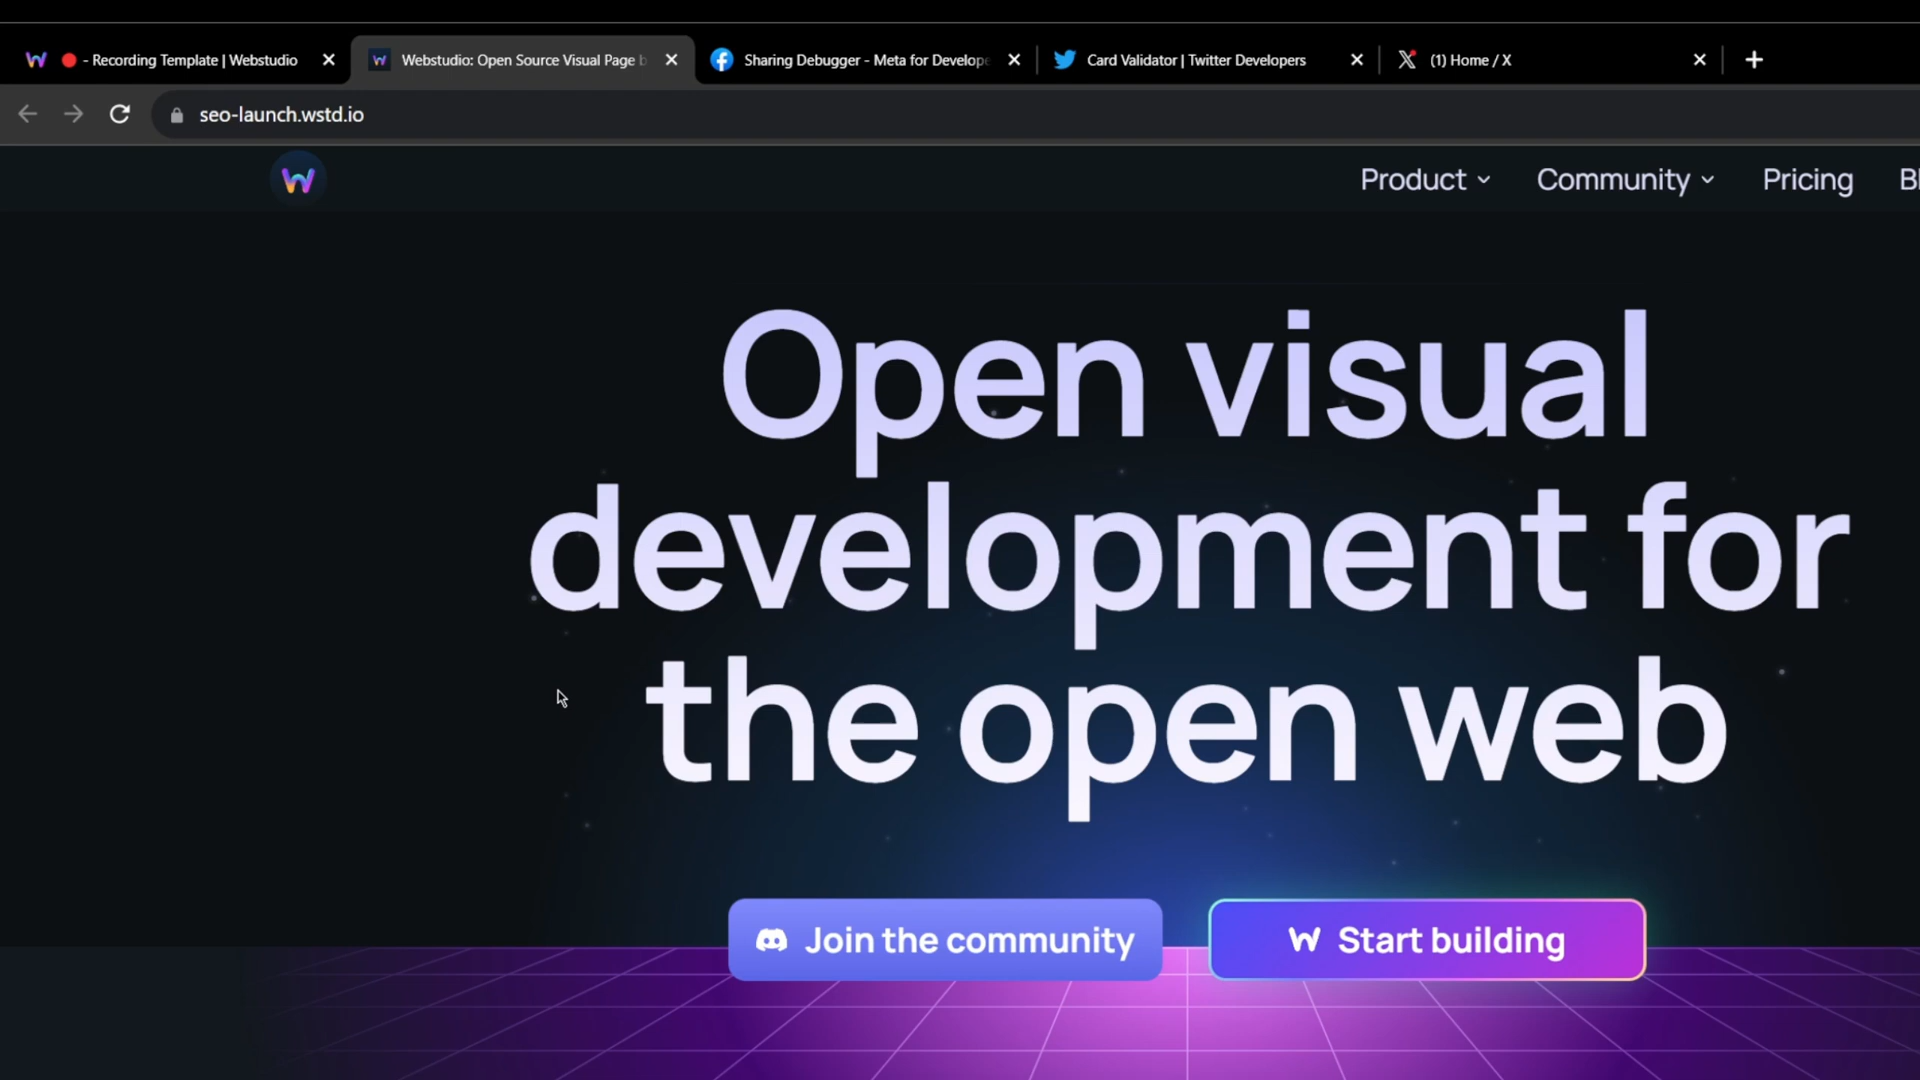 - Recording Template | Webstudio
Webstudio: Open Source Visual Page b
Sharing Debugger - Meta for Develope
Card Validator | Twitter Developers
(1) Home / X
seo-launch.wstd.io
Product
Community
Pricing
Open visual
development for
the open web
Join the community
Start building